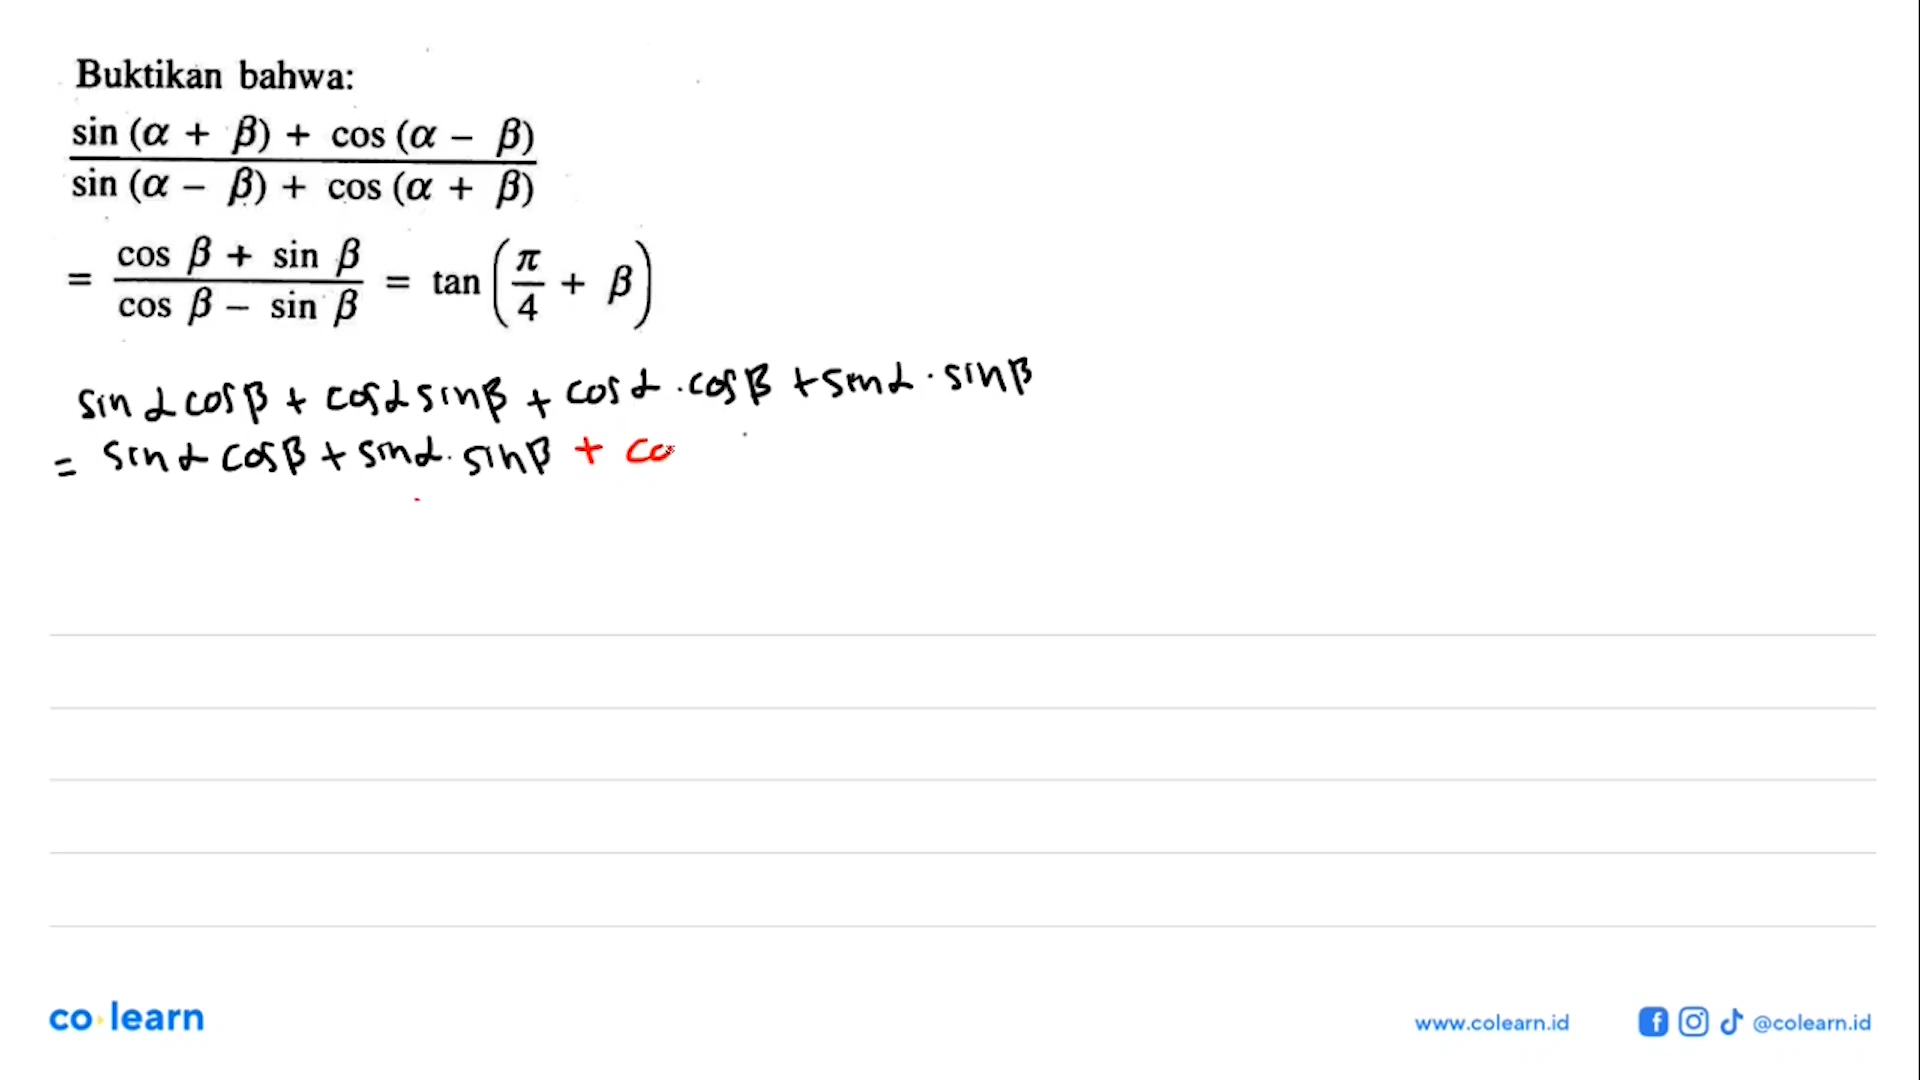 Buktikan bahwa:
sin (α + β) + cos (α − β)
sin (α − β) + cos (α + β)
= cos β + sin β / cos β − sin β = tan (π/4 + β)
sin α cos β + cos α sin β + cos α . cos β + sin α . sin β
= sin α cos β + sin α . sin β + co
co learn
www.colearn.id
@colearn.id